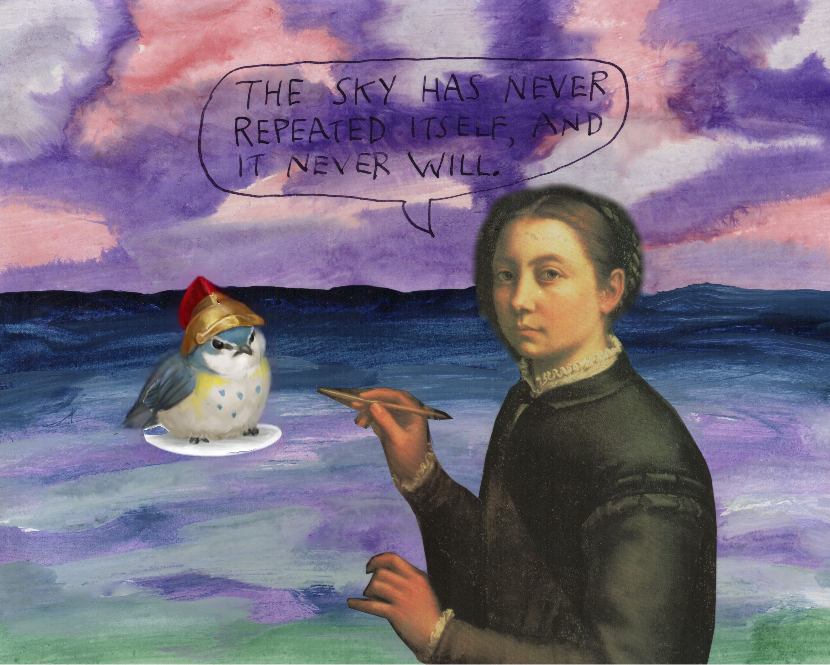 THE SKY HAS NEVER
REPEATED ITSELF, AND
IT NEVER WILL.